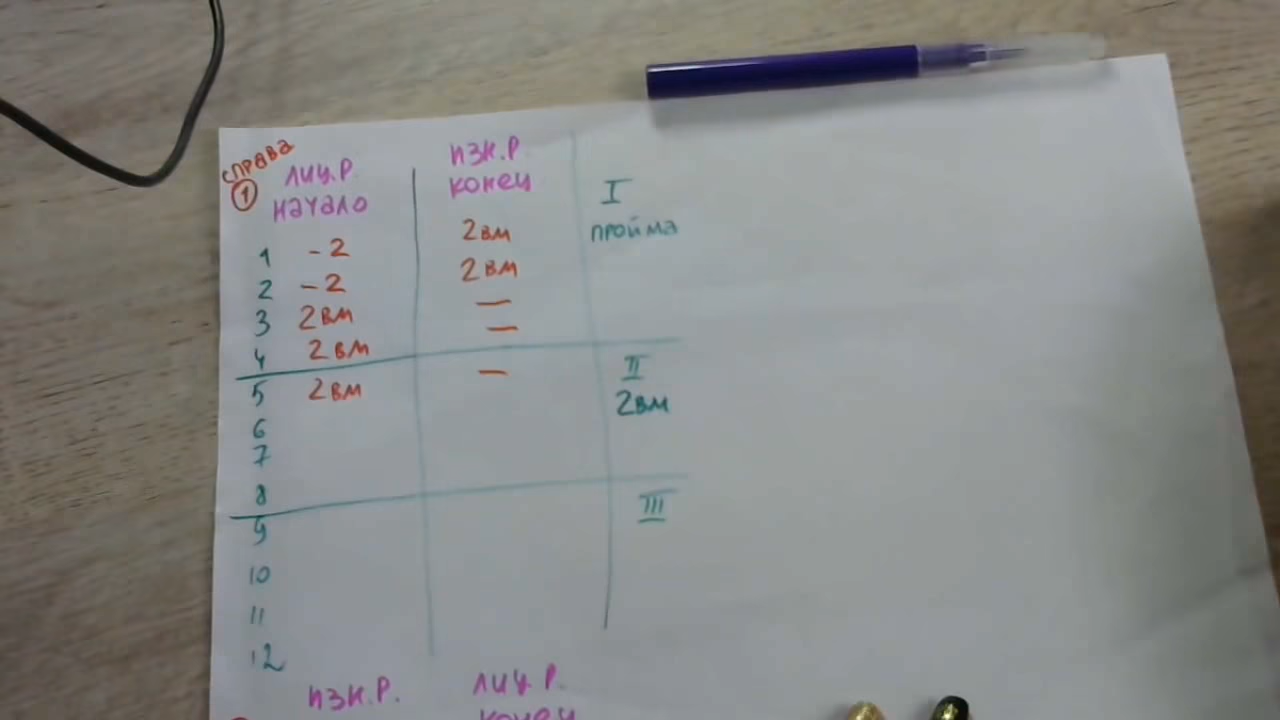 СПРАВА
1 ЛИЦ.Р. ИЗН.Р
НАЧАЛО КОНЕЦ I
1 -2 2ВМ пройма
2 -2 2ВМ
3 2ВМ —
4 2ВМ —
5 2ВМ — II
6 2ВМ
7
8
9 III
10
11
12
ИЗН.Р. ЛИЦ.Р.
КОНЕЦ